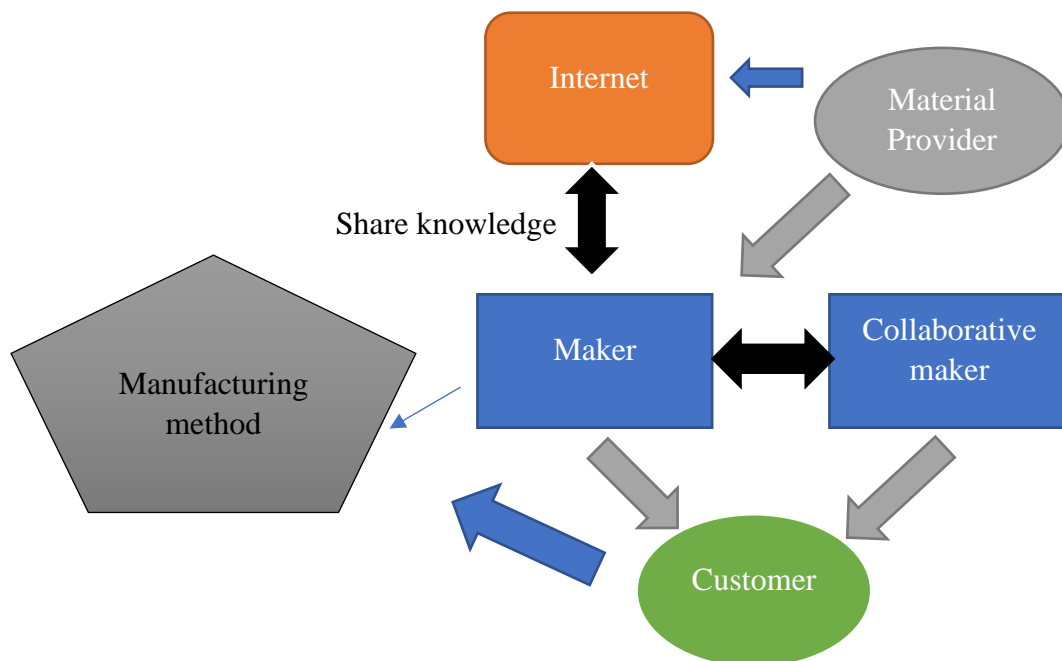 Internet
Material
Provider
Share knowledge
Maker
Collaborative
maker
Manufacturing
method
Customer